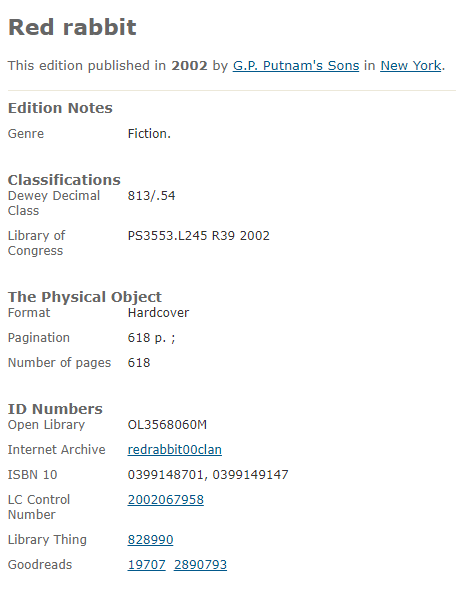 Red rabbit
This edition published in 2002 by G.P. Putnam's Sons in New York.
Edition Notes
Genre Fiction.
Classifications
Dewey Decimal Class 813/.54
Library of Congress PS3553.L245 R39 2002
The Physical Object
Format Hardcover
Pagination 618 p. ;
Number of pages 618
ID Numbers
Open Library OL3568060M
Internet Archive redrabbit00clan
ISBN 10 0399148701, 0399149147
LC Control Number 2002067958
Library Thing 828990
Goodreads 19707 2890793